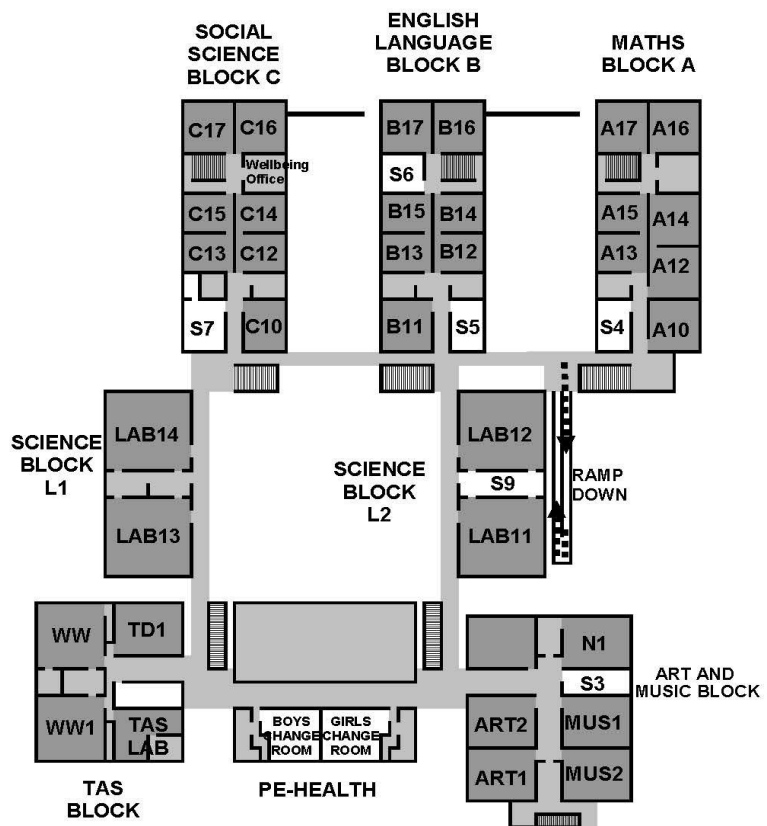 SOCIAL
SCIENCE
BLOCK C
ENGLISH
LANGUAGE
BLOCK B
MATHS
BLOCK A
C17
C16
Wellbeing
Office
C15
C14
C13
C12
S7
C10
B17
B16
S6
B15
B14
B13
B12
B11
S5
A17
A16
A15
A14
A13
A12
S4
A10
SCIENCE
BLOCK
L1
LAB14
LAB13
SCIENCE
BLOCK
L2
LAB12
S9
LAB11
RAMP
DOWN
WW
TD1
WW1
TAS
LAB
TAS
BLOCK
BOYS
CHANGE
ROOM
GIRLS
CHANGE
ROOM
PE-HEALTH
N1
S3
ART2
MUS1
ART1
MUS2
ART AND
MUSIC BLOCK